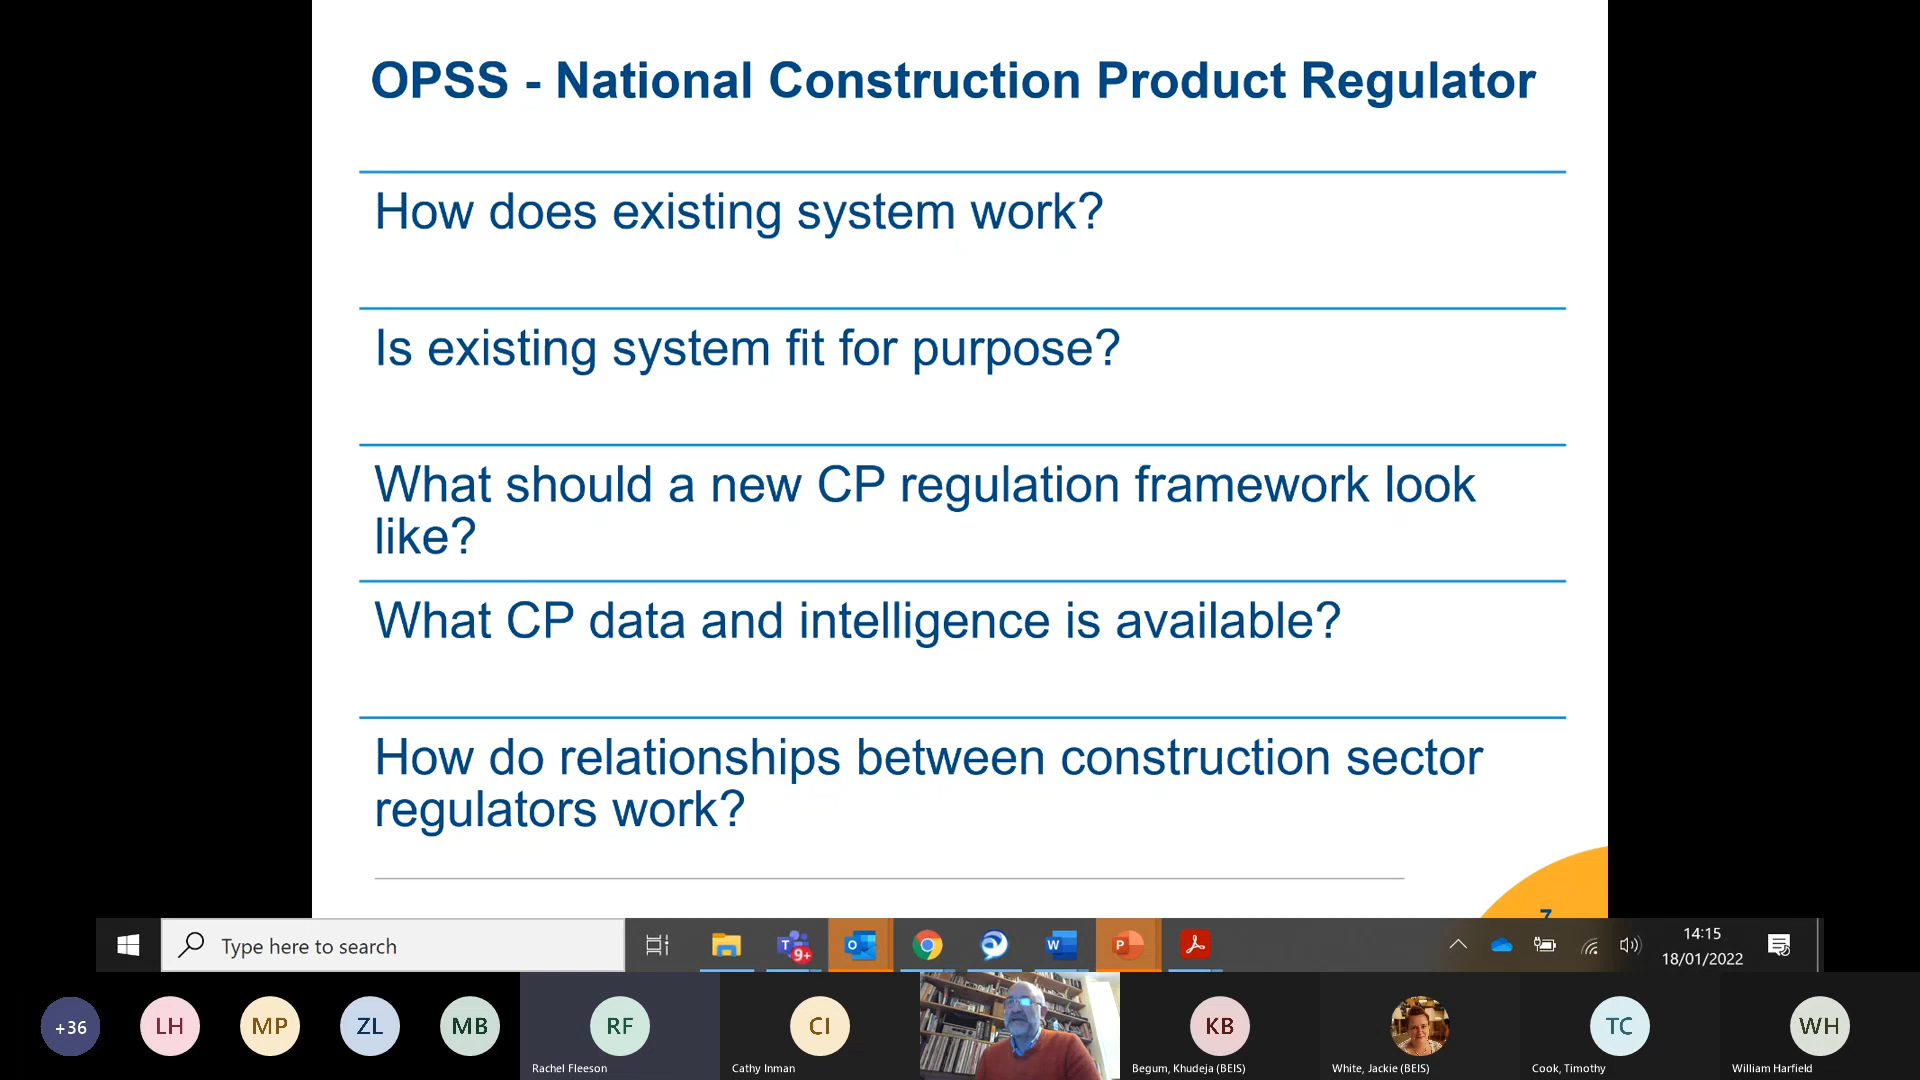 OPSS - National Construction Product Regulator
How does existing system work?
Is existing system fit for purpose?
What should a new CP regulation framework look
like?
What CP data and intelligence is available?
How do relationships between construction sector
regulators work?
7
Type here to search
9+
14:15
18/01/2022
+36
LH
MP
ZL
MB
RF
CI
KB
TC
WH
Rachel Fleeson
Cathy Inman
Begum, Khudeja (BEIS)
White, Jackie (BEIS)
Cook, Timothy
William Harfield